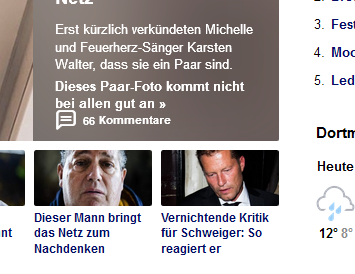 Netz
Erst kürzlich verkündeten Michelle
und Feuerherz-Sänger Karsten
Walter, dass sie ein Paar sind.
Dieses Paar-Foto kommt nicht
bei allen gut an »
66 Kommentare
Dieser Mann bringt
das Netz zum
Nachdenken
Vernichtende Kritik
für Schweiger: So
reagiert er
3. Fest
4. Moc
5. Led
Dortm
Heute
12° 8°